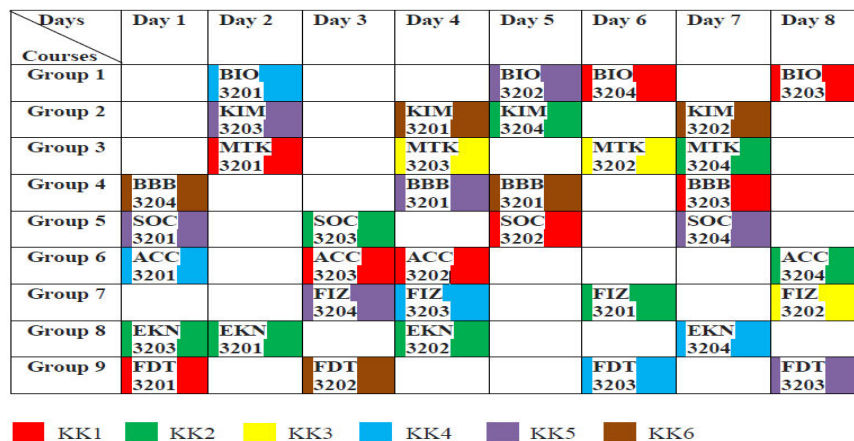 Days Day 1 Day 2 Day 3 Day 4 Day 5 Day 6 Day 7 Day 8
Courses
Group 1 BIO 3201 BIO 3202 BIO 3204 BIO 3203
Group 2 KIM 3203 KIM 3201 KIM 3204 KIM 3202
Group 3 MTK 3201 MTK 3203 MTK 3202 MTK 3204
Group 4 BBB 3204 BBB 3201 BBB 3201 BBB 3203
Group 5 SOC 3201 SOC 3203 SOC 3202 SOC 3204
Group 6 ACC 3201 ACC 3203 ACC 3202 ACC 3204
Group 7 FIZ 3204 FIZ 3203 FIZ 3201 FIZ 3202
Group 8 EKN 3203 EKN 3201 EKN 3202 EKN 3204
Group 9 FDT 3201 FDT 3202 FDT 3203 FDT 3203
KK1 KK2 KK3 KK4 KK5 KK6